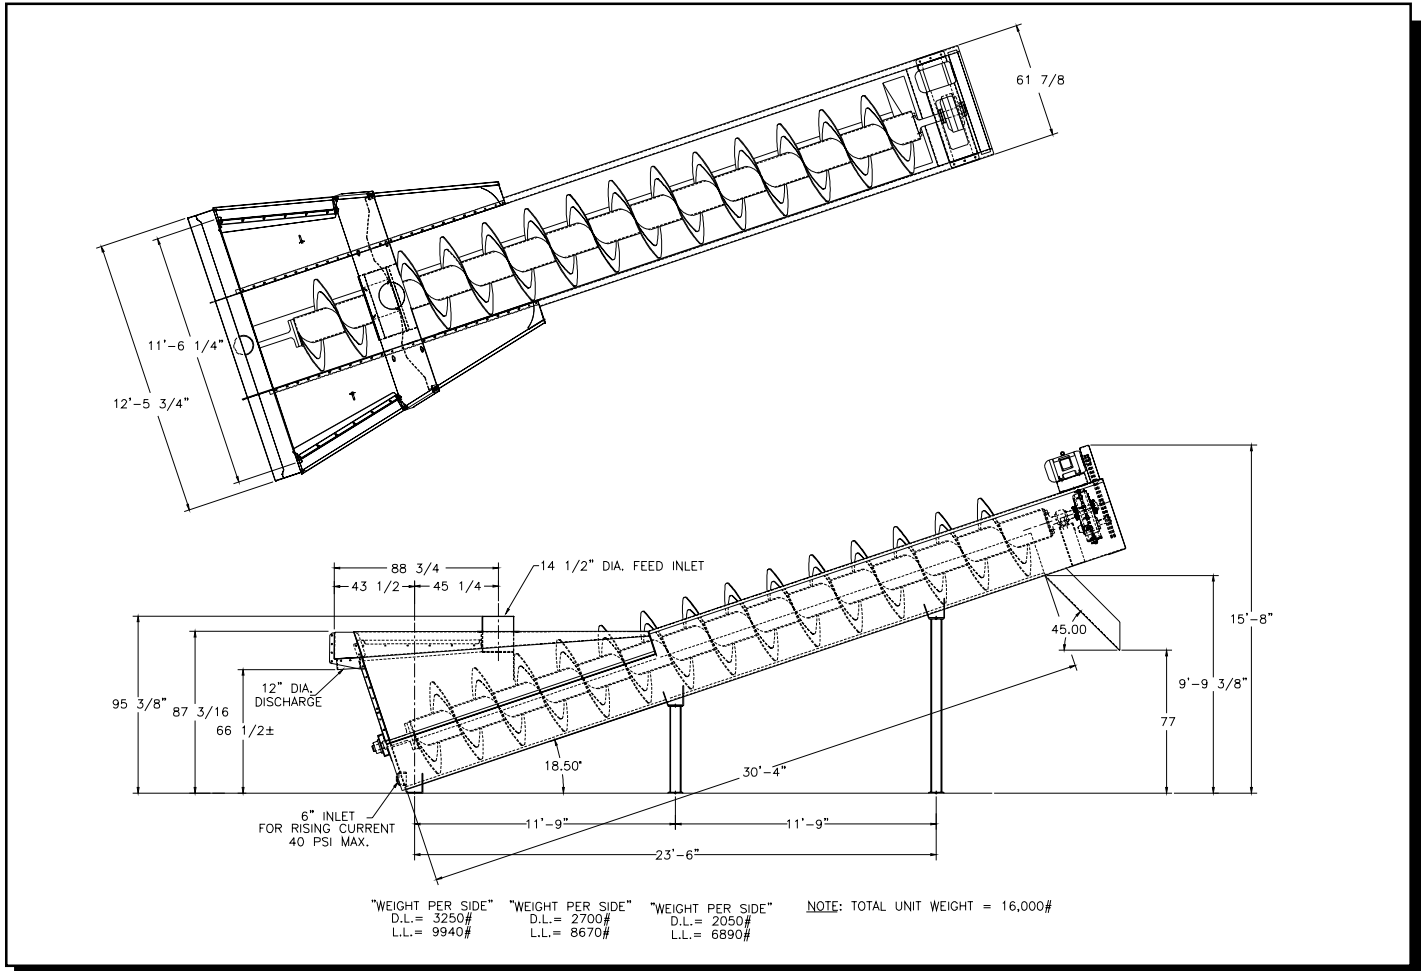 61 7/8
11'-6 1/4"
12'-5 3/4"
88 3/4
14 1/2" DIA. FEED INLET
43 1/2
45 1/4
15'-8"
45.00
12" DIA.
DISCHARGE
9'-9 3/8"
95 3/8"
87 3/16
66 1/2±
77
18.50°
30'-4"
6" INLET
FOR RISING CURRENT
40 PSI MAX.
11'-9"
11'-9"
23'-6"
"WEIGHT PER SIDE"
D.L.= 3250#
L.L.= 9940#
"WEIGHT PER SIDE"
D.L.= 2700#
L.L.= 8670#
"WEIGHT PER SIDE"
D.L.= 2050#
L.L.= 6890#
NOTE: TOTAL UNIT WEIGHT = 16,000#